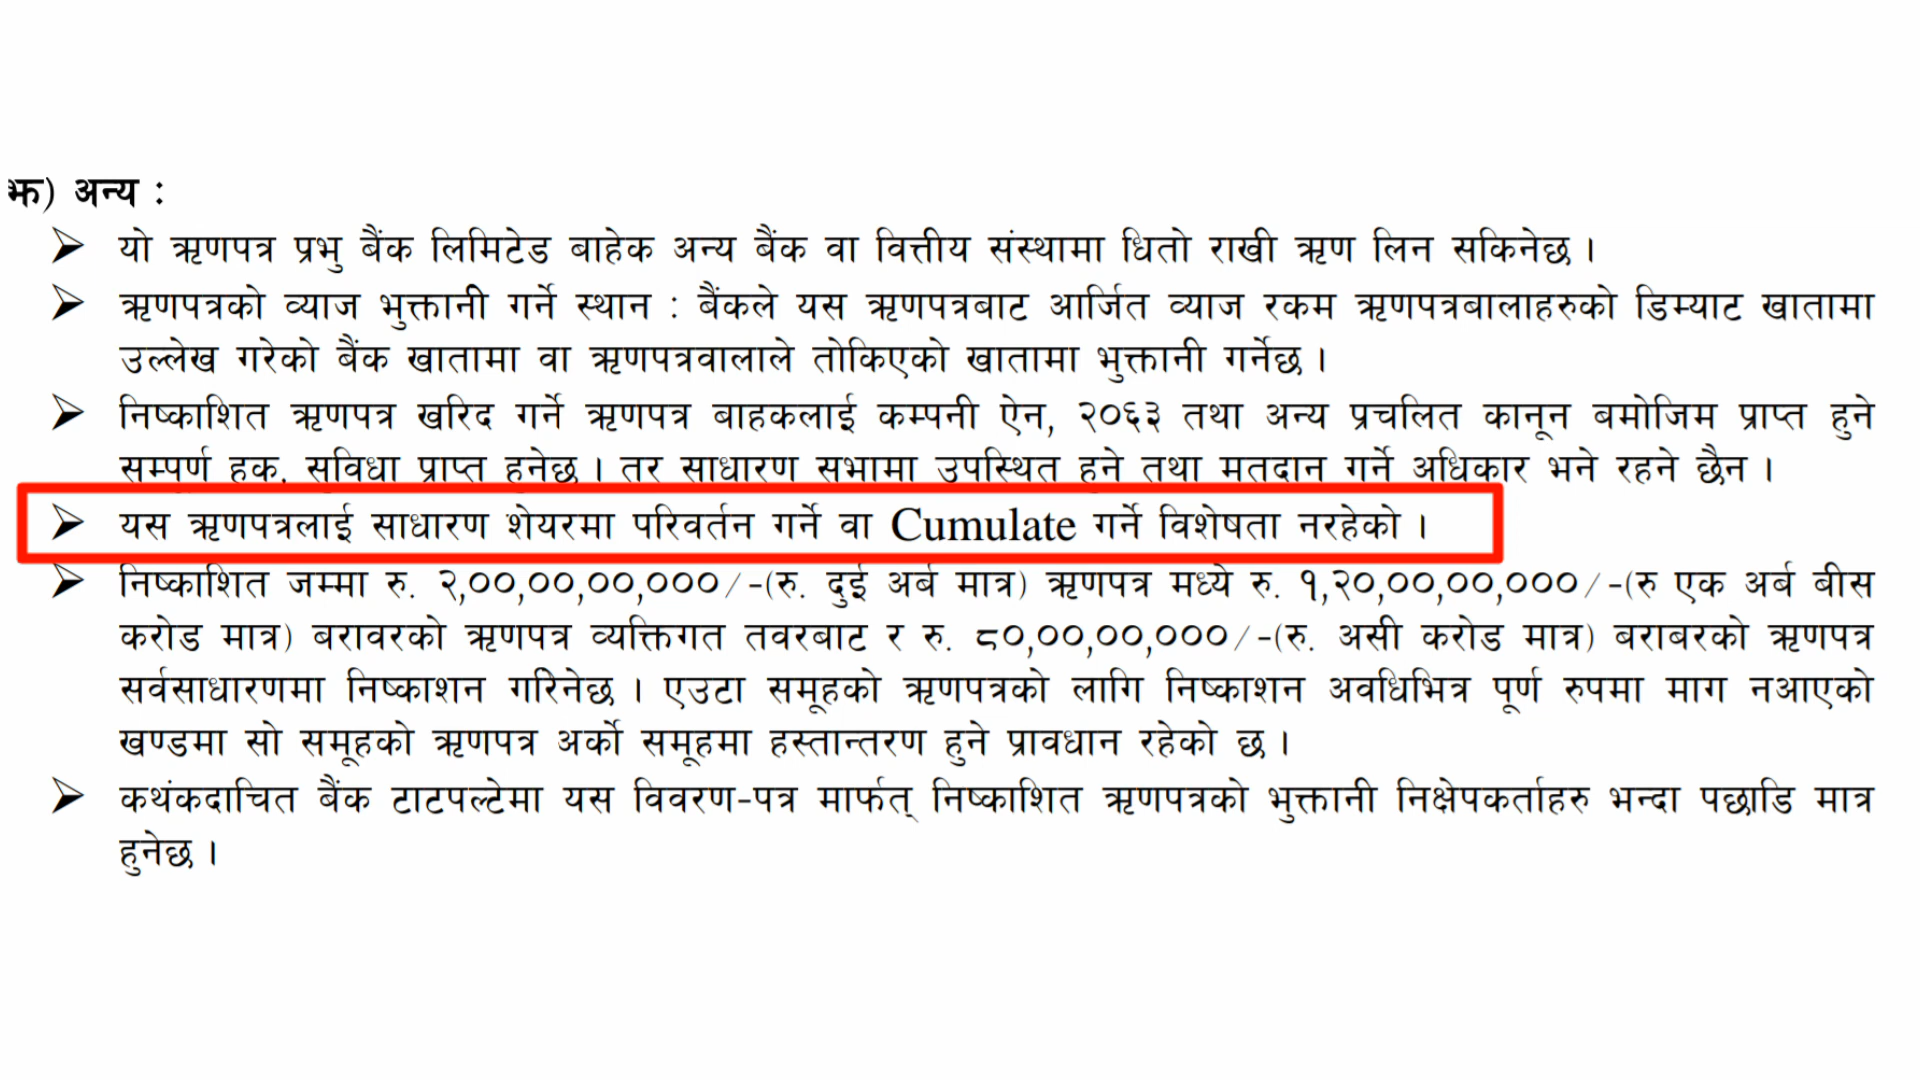 झ) अन्य :
➢ यो ऋणपत्र प्रभु बैंक लिमिटेड बाहेक अन्य बैंक वा वित्तीय संस्थामा धितो राखी ऋण लिन सकिनेछ ।
➢ ऋणपत्रको व्याज भुक्तानी गर्ने स्थान : बैंकले यस ऋणपत्रबाट आर्जित व्याज रकम ऋणपत्रबालाहरुको डिम्याट खातामा
उल्लेख गरेको बैंक खातामा वा ऋणपत्रवालाले तोकिएको खातामा भुक्तानी गर्नेछ ।
➢ निष्काशित ऋणपत्र खरिद गर्ने ऋणपत्र बाहकलाई कम्पनी ऐन, २०६३ तथा अन्य प्रचलित कानून बमोजिम प्राप्त हुने
सम्पूर्ण हक, सुविधा प्राप्त हुनेछ । तर साधारण सभामा उपस्थित हुने तथा मतदान गर्ने अधिकार भने रहने छैन ।
➢ यस ऋणपत्रलाई साधारण शेयरमा परिवर्तन गर्ने वा Cumulate गर्ने विशेषता नरहेको ।
➢ निष्काशित जम्मा रु. २,००,००,००,०००/-(रु. दुई अर्ब मात्र) ऋणपत्र मध्ये रु. १,२०,००,००,०००/-(रु एक अर्ब बीस
करोड मात्र) बरावरको ऋणपत्र व्यक्तिगत तवरबाट र रु. ८०,००,००,०००/-(रु. असी करोड मात्र) बराबरको ऋणपत्र
सर्वसाधारणमा निष्काशन गरिनेछ । एउटा समूहको ऋणपत्रको लागि निष्काशन अवधिभित्र पूर्ण रुपमा माग नआएको
खण्डमा सो समूहको ऋणपत्र अर्को समूहमा हस्तान्तरण हुने प्रावधान रहेको छ ।
➢ कथंकदाचित बैंक टाटपल्टेमा यस विवरण-पत्र मार्फत् निष्काशित ऋणपत्रको भुक्तानी निक्षेपकर्ताहरु भन्दा पछाडि मात्र
हुनेछ ।